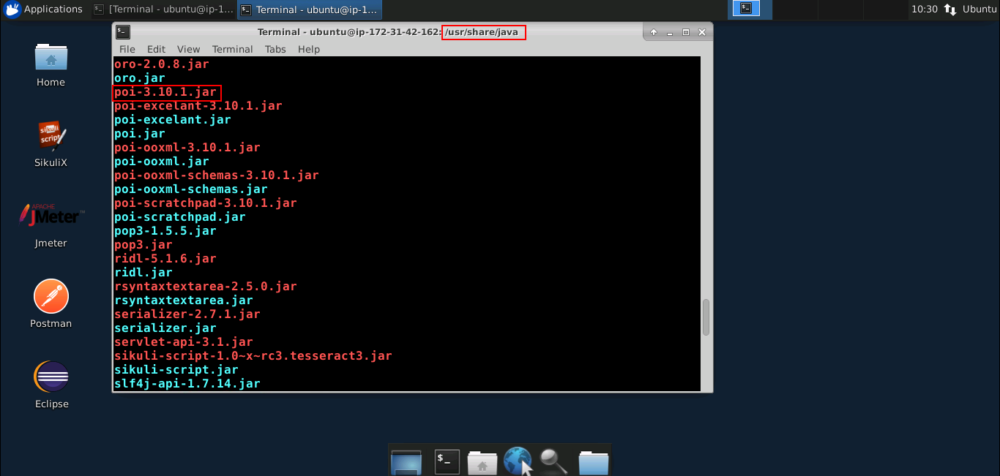 Applications
[Terminal - ubuntu@ip-1...
Terminal - ubuntu@ip-1...
10:30
Ubuntu
Terminal - ubuntu@ip-172-31-42-162: /usr/share/java
File Edit View Terminal Tabs Help
oro-2.0.8.jar
oro.jar
poi-3.10.1.jar
poi-excelant-3.10.1.jar
poi-excelant.jar
poi.jar
poi-ooxml-3.10.1.jar
poi-ooxml.jar
poi-ooxml-schemas-3.10.1.jar
poi-ooxml-schemas.jar
poi-scratchpad-3.10.1.jar
poi-scratchpad.jar
pop3-1.5.5.jar
pop3.jar
ridl-5.1.6.jar
ridl.jar
rsyntaxtextarea-2.5.0.jar
rsyntaxtextarea.jar
serializer-2.7.1.jar
serializer.jar
servlet-api-3.1.jar
sikuli-script-1.0~x~rc3.tesseract3.jar
sikuli-script.jar
slf4j-api-1.7.14.jar
Home
sikuli
script
SikuliX
APACHE
JMeter™
Jmeter
Postman
Eclipse
$_